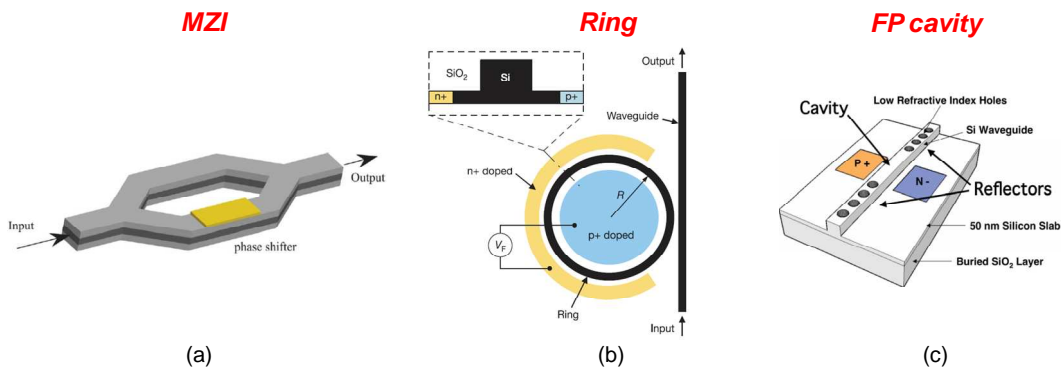 MZI
Input
Output
phase shifter
(a)
Ring
SiO2
Si
n+
p+
Output
Waveguide
n+ doped
R
p+ doped
VF
Ring
Input
(b)
FP cavity
Low Refractive Index Holes
Cavity
Si Waveguide
P +
N -
Reflectors
50 nm Silicon Slab
Buried SiO2 Layer
(c)